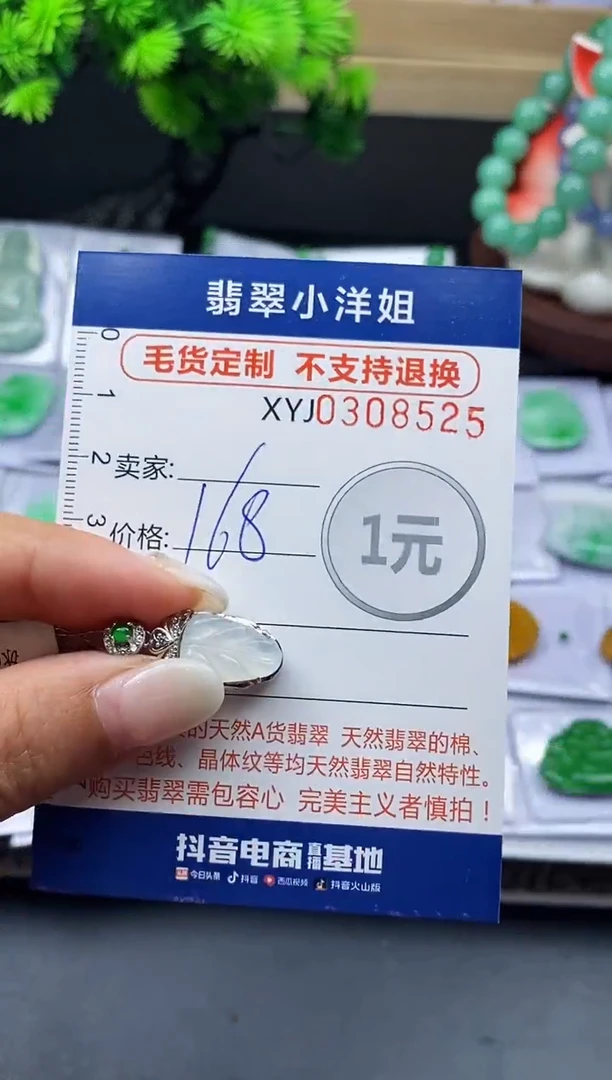 翡翠小洋姐
毛货定制 不支持退换
XYJ0308525
0
1
2
3
卖家:
价格: 168
1元
的天然A货翡翠 天然翡翠的棉、
色线、晶体纹等均天然翡翠自然特性。
购买翡翠需包容心 完美主义者慎拍！
抖音电商直播基地
今日头条 抖音 西瓜视频 抖音火山版